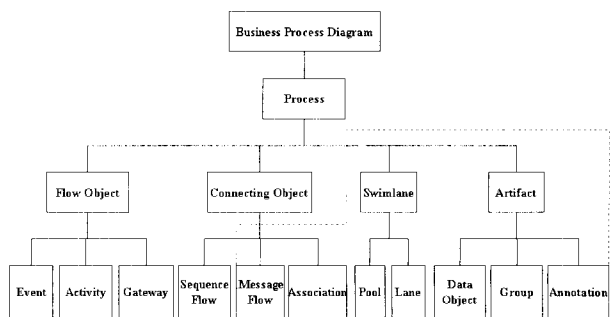 Business Process Diagram
Process
Flow Object
Connecting Object
Swimlane
Artifact
Event
Activity
Gateway
Sequence
Flow
Message
Flow
Association
Pool
Lane
Data
Object
Group
Annotation